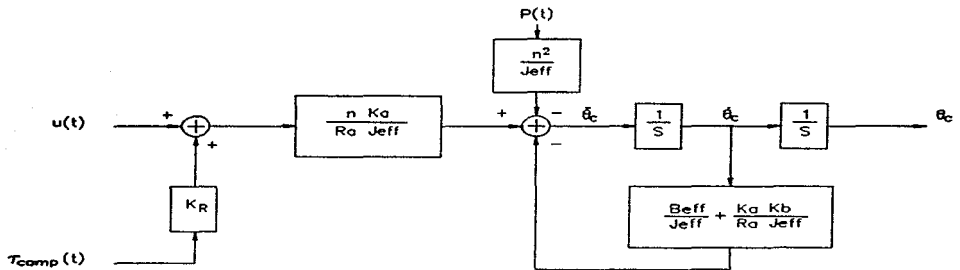 P(t)
n²
Jeff
u(t)
+
+
n Ka
Ra Jeff
+
−
−
θ̈c
1
S
θ̇c
1
S
θc
KR
Beff
Jeff
+
Ka Kb
Ra Jeff
τcomp(t)